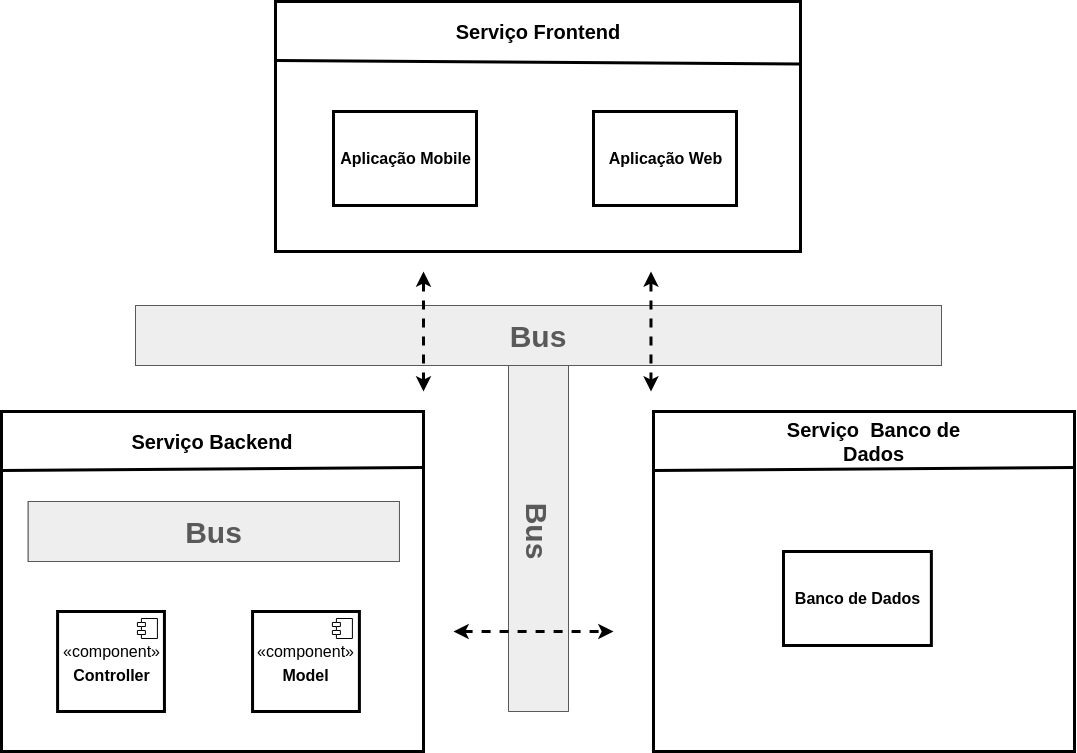 Serviço Frontend
Aplicação Mobile
Aplicação Web
Bus
Serviço Backend
Bus
«component»
Controller
«component»
Model
Bus
Serviço  Banco de
Dados
Banco de Dados